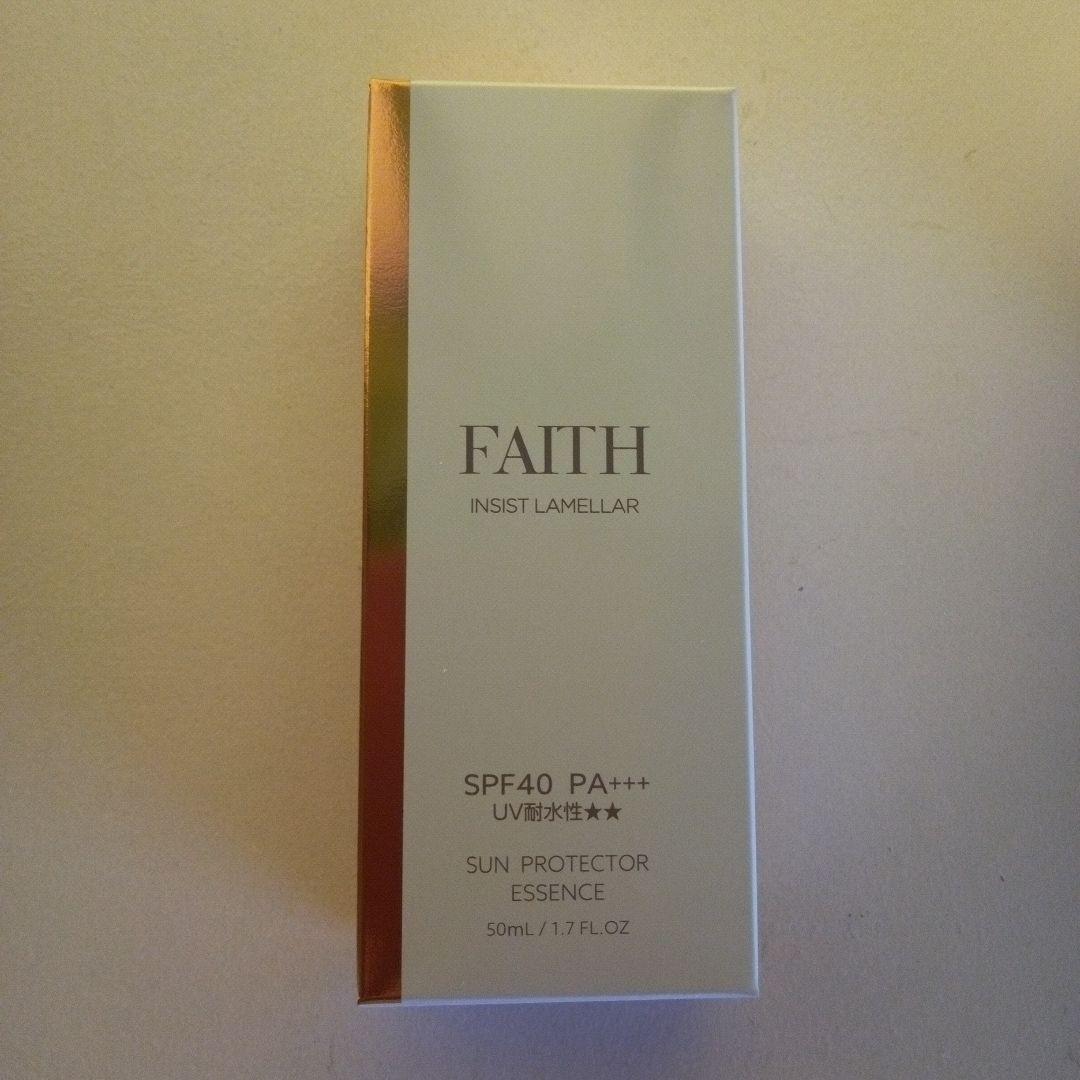 FAITH
INSIST LAMELLAR
SPF40 PA+++
UV耐水性★★
SUN PROTECTOR
ESSENCE
50mL / 1.7 FL.OZ